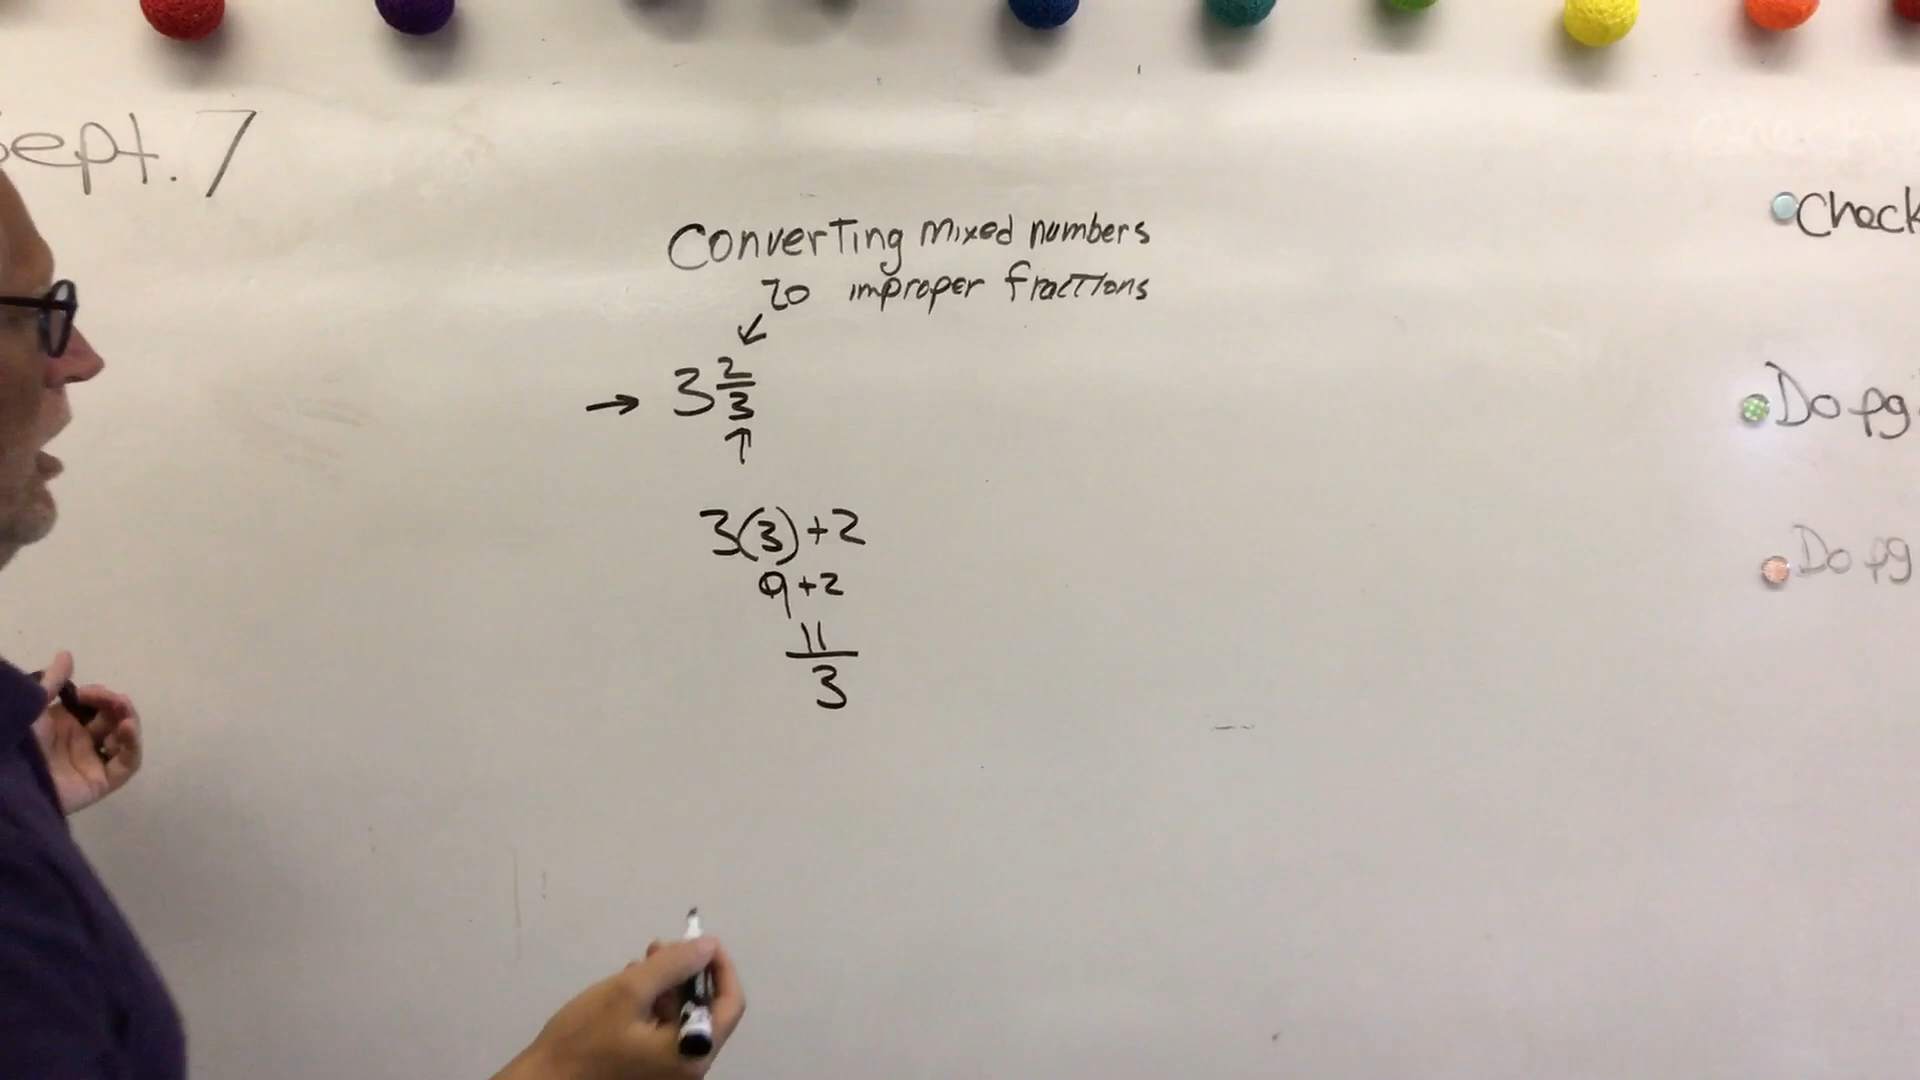 Sept. 7
Converting mixed numbers
to improper fractions
↙
→ 3 2/3
↑
3(3)+2
9+2
11
3
Check
Do pg
Do pg